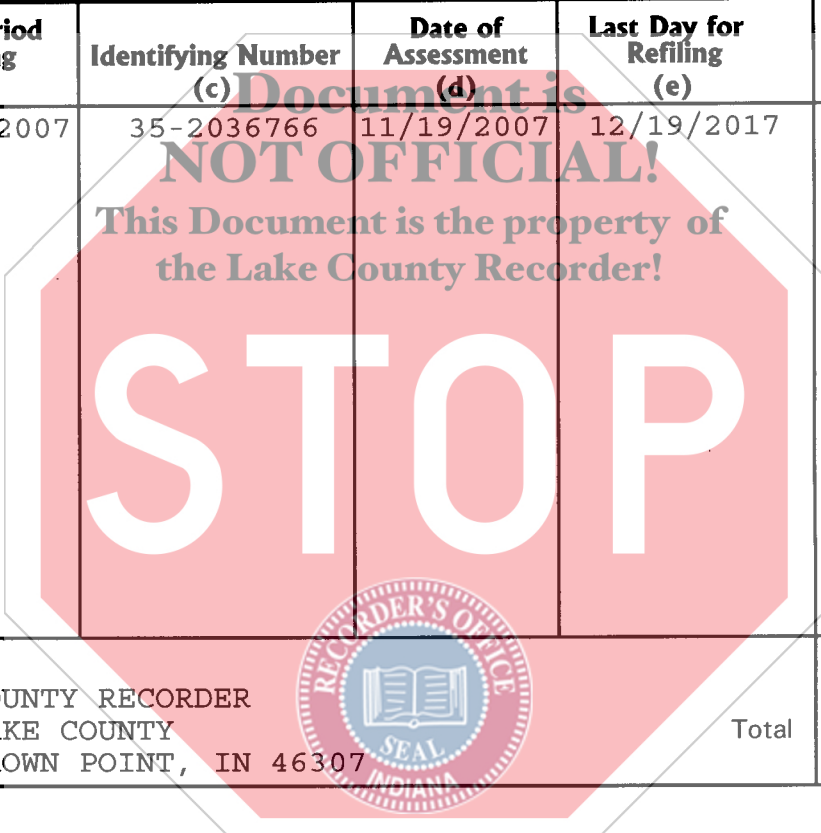 riod
g
Identifying Number
(c)
Date of
Assessment
(d)
Last Day for
Refiling
(e)
Document is
2007 35-2036766 11/19/2007 12/19/2017
NOT OFFICIAL!
This Document is the property of
the Lake County Recorder!
STOP
RECORDER'S OFFICE
SEAL
INDIANA
OUNTY RECORDER
AKE COUNTY
Total
OWN POINT, IN 46307